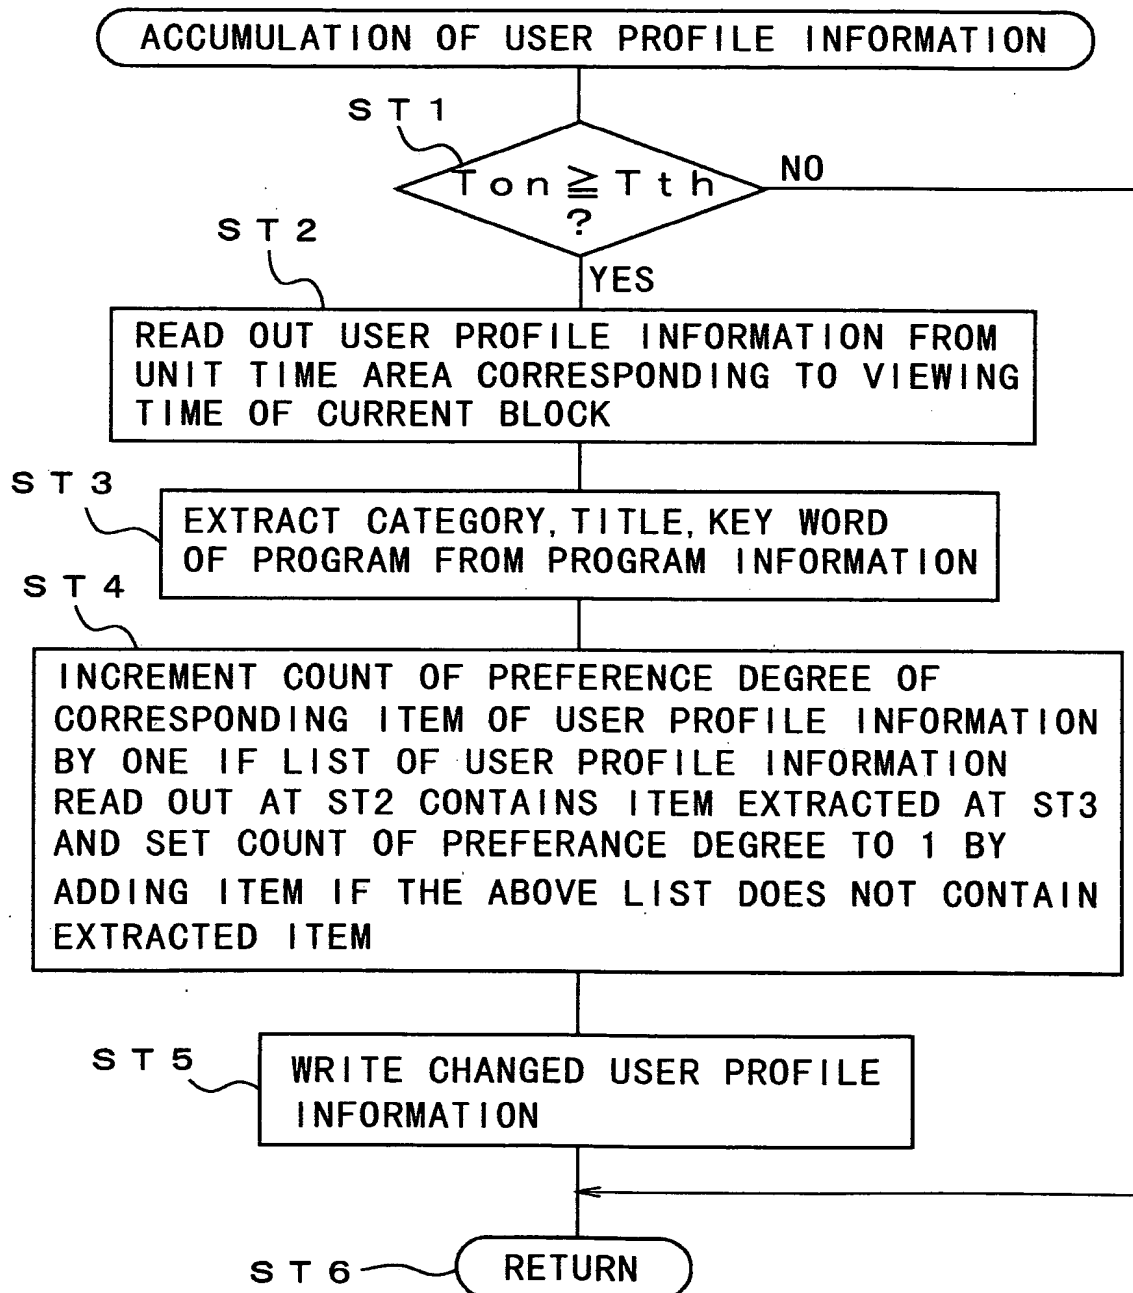 ACCUMULATION OF USER PROFILE INFORMATION
ST1
Ton≧Tth
?
NO
YES
ST2
READ OUT USER PROFILE INFORMATION FROM
UNIT TIME AREA CORRESPONDING TO VIEWING
TIME OF CURRENT BLOCK
ST3
EXTRACT CATEGORY, TITLE, KEY WORD
OF PROGRAM FROM PROGRAM INFORMATION
ST4
INCREMENT COUNT OF PREFERENCE DEGREE OF
CORRESPONDING ITEM OF USER PROFILE INFORMATION
BY ONE IF LIST OF USER PROFILE INFORMATION
READ OUT AT ST2 CONTAINS ITEM EXTRACTED AT ST3
AND SET COUNT OF PREFERANCE DEGREE TO 1 BY
ADDING ITEM IF THE ABOVE LIST DOES NOT CONTAIN
EXTRACTED ITEM
ST5
WRITE CHANGED USER PROFILE
INFORMATION
ST6
RETURN